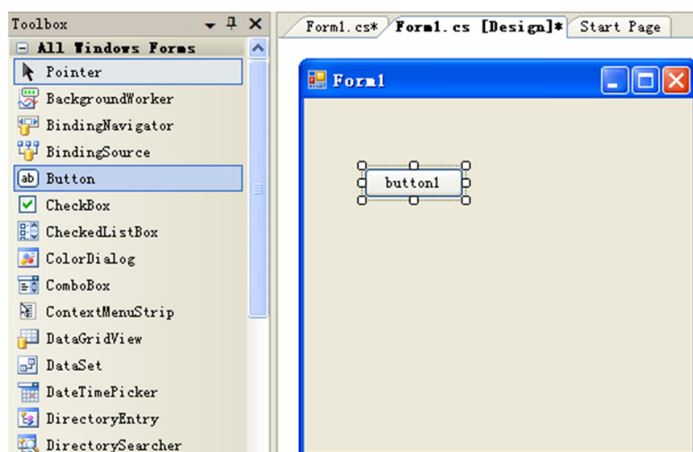 Toolbox
All Windows Forms
Pointer
BackgroundWorker
BindingNavigator
BindingSource
ab Button
CheckBox
CheckedListBox
ColorDialog
ComboBox
ContextMenuStrip
DataGridView
DataSet
DateTimePicker
DirectoryEntry
DirectorySearcher
Form1.cs* Form1.cs [Design]* Start Page
Form1
button1